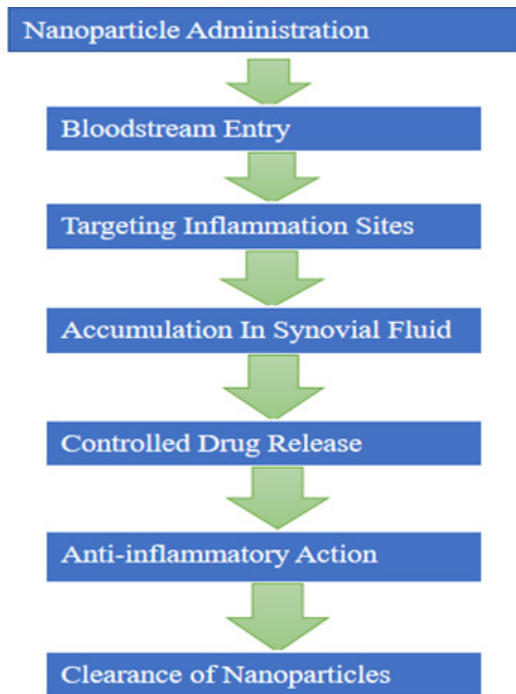 Nanoparticle Administration
Bloodstream Entry
Targeting Inflammation Sites
Accumulation In Synovial Fluid
Controlled Drug Release
Anti-inflammatory Action
Clearance of Nanoparticles